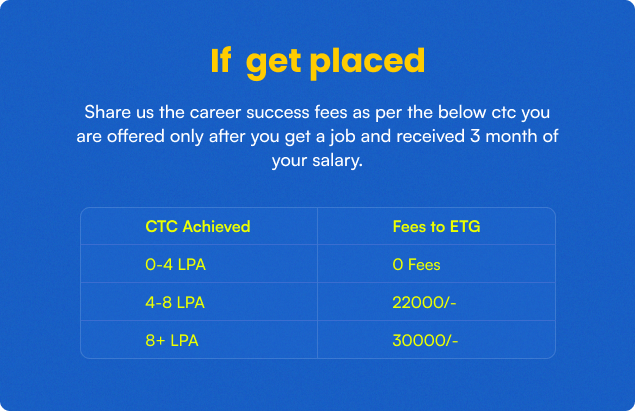 If get placed
Share us the career success fees as per the below ctc you
are offered only after you get a job and received 3 month of
your salary.
CTC Achieved Fees to ETG
0-4 LPA 0 Fees
4-8 LPA 22000/-
8+ LPA 30000/-